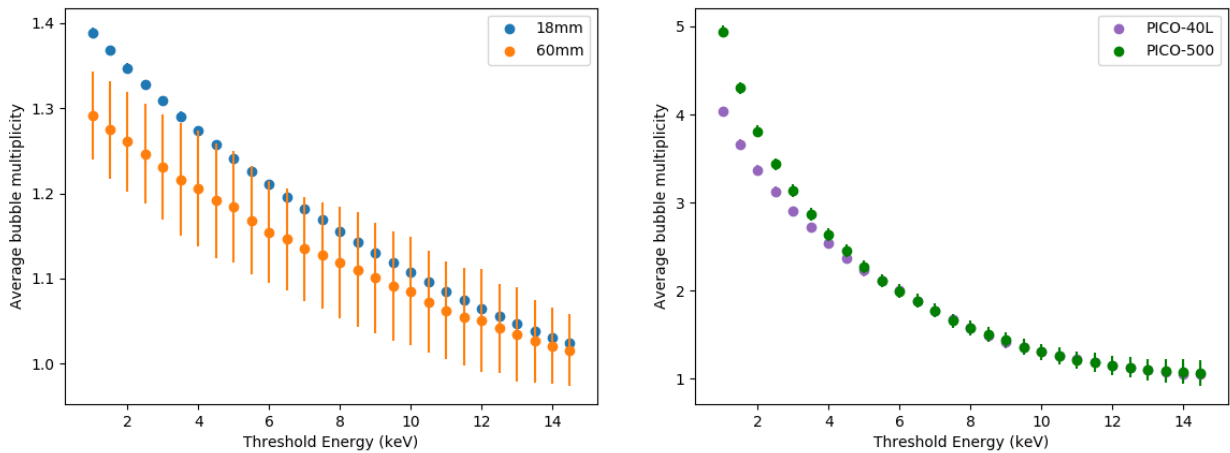 18mm
60mm
1.4
1.3
1.2
1.1
1.0
Average bubble multiplicity
2 4 6 8 10 12 14
Threshold Energy (keV)
PICO-40L
PICO-500
5
4
3
2
1
Average bubble multiplicity
2 4 6 8 10 12 14
Threshold Energy (keV)